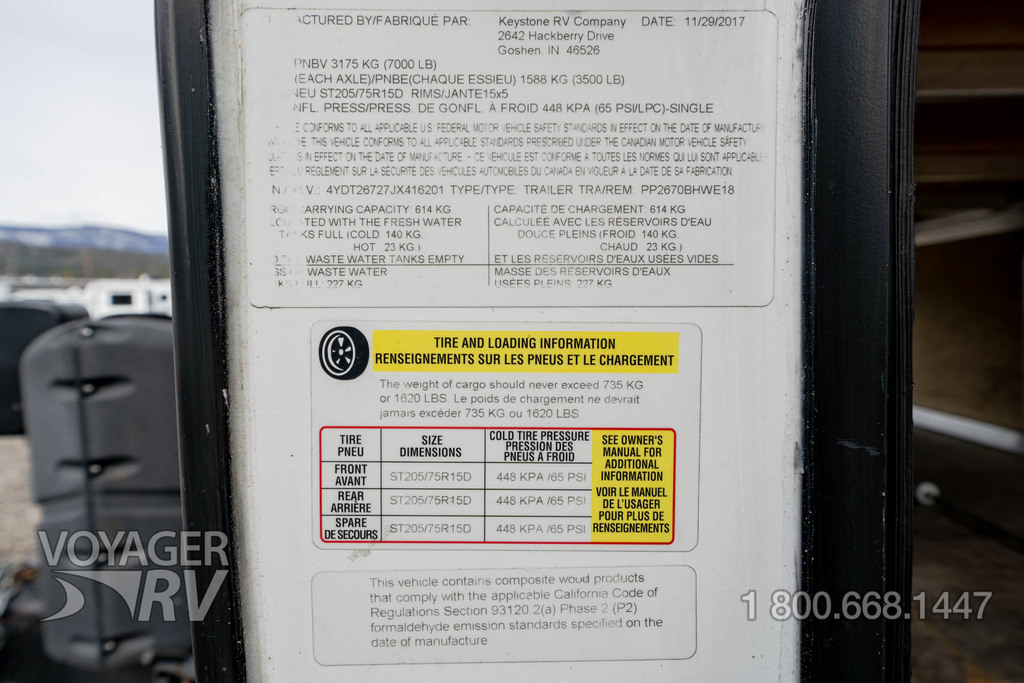 ACTURED BY/FABRIQUÉ PAR: Keystone RV Company DATE: 11/29/2017
2642 Hackberry Drive
Goshen, IN 46526
PNBV 3175 KG (7000 LB)
(EACH AXLE)/PNBE(CHAQUE ESSIEU) 1588 KG (3500 LB)
NEU ST205/75R15D RIMS/JANTE15x5
NFL. PRESS/PRESS. DE GONFL. À FROID 448 KPA (65 PSI/LPC)-SINGLE
CONFORMS TO ALL APPLICABLE U.S. FEDERAL MOTOR VEHICLE SAFETY STANDARDS IN EFFECT ON THE DATE OF MANUFACTUR
THIS VEHICLE CONFORMS TO ALL APPLICABLE STANDARDS PRESCRIBED UNDER THE CANADIAN MOTOR VEHICLE SAFETY
IN EFFECT ON THE DATE OF MANUFACTURE - CE VEHICULE EST CONFORME A TOUTES LES NORMES QUI LUI SONT APPLICABLE
REGLEMENT SUR LA SECURITE DES VEHICULES AUTOMOBILES DU CANADA EN VIGUEUR A LA DATE DE SA FABRICATION.
V.: 4YDT26727JX416201 TYPE/TYPE: TRAILER TRA/REM: PP2670BHWE18
CARRYING CAPACITY: 614 KG
WITH THE FRESH WATER
TANKS FULL (COLD 140 KG.
HOT 23 KG.)
WASTE WATER TANKS EMPTY
WASTE WATER
FULL: 227 KG
CAPACITÉ DE CHARGEMENT: 614 KG
CALCULÉE AVEC LES RÉSERVOIRS D'EAU
DOUCE PLEINS (FROID 140 KG.
CHAUD 23 KG.)
ET LES RÉSERVOIRS D'EAUX USÉES VIDES
MASSE DES RÉSERVOIRS D'EAUX
USÉES PLEINS: 227 KG
TIRE AND LOADING INFORMATION
RENSEIGNEMENTS SUR LES PNEUS ET LE CHARGEMENT
The weight of cargo should never exceed 735 KG
or 1620 LBS. Le poids de chargement ne devrait
jamais excéder 735 KG ou 1620 LBS
TIRE PNEU SIZE DIMENSIONS COLD TIRE PRESSURE PRESSION DES PNEUS A FROID
FRONT AVANT ST205/75R15D 448 KPA /65 PSI
REAR ARRIÈRE ST205/75R15D 448 KPA /65 PSI
SPARE DE SECOURS ST205/75R15D 448 KPA /65 PSI
SEE OWNER'S
MANUAL FOR
ADDITIONAL
INFORMATION
VOIR LE MANUEL
DE L'USAGER
POUR PLUS DE
RENSEIGNEMENTS
This vehicle contains composite wood products
that comply with the applicable California Code of
Regulations Section 93120.2(a) Phase 2 (P2)
formaldehyde emission standards specified on the
date of manufacture
VOYAGER
RV
1 800.668.1447